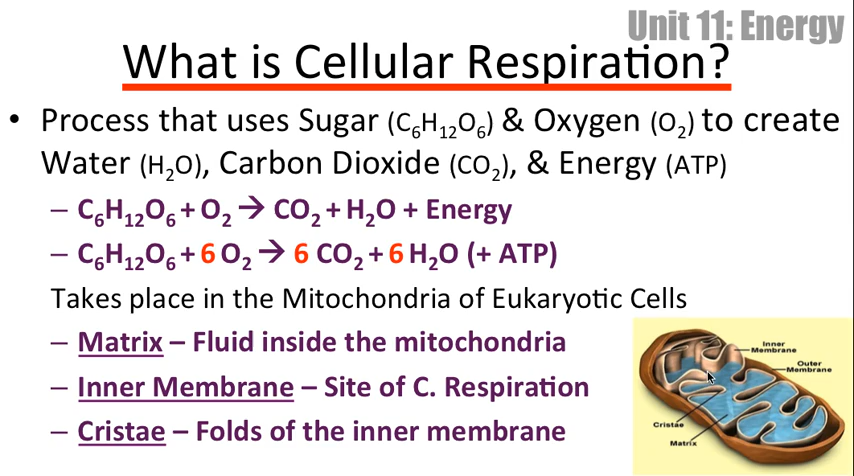 Unit 11: Energy
What is Cellular Respiration?
• Process that uses Sugar (C₆H₁₂O₆) & Oxygen (O₂) to create
Water (H₂O), Carbon Dioxide (CO₂), & Energy (ATP)
– C₆H₁₂O₆ + O₂ → CO₂ + H₂O + Energy
– C₆H₁₂O₆ + 6 O₂ → 6 CO₂ + 6 H₂O (+ ATP)
Takes place in the Mitochondria of Eukaryotic Cells
– Matrix – Fluid inside the mitochondria
– Inner Membrane – Site of C. Respiration
– Cristae – Folds of the inner membrane
Inner
Membrane
Outer
Membrane
Cristae
Matrix